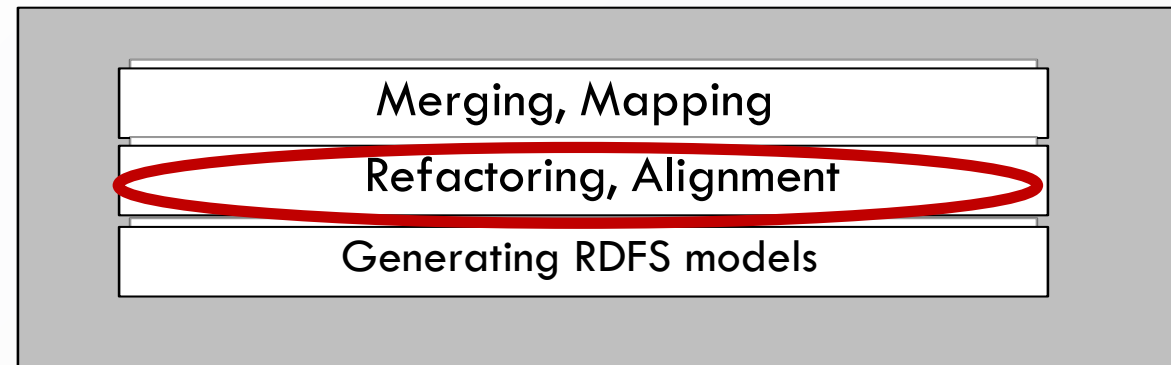 Merging, Mapping
Refactoring, Alignment
Generating RDFS models